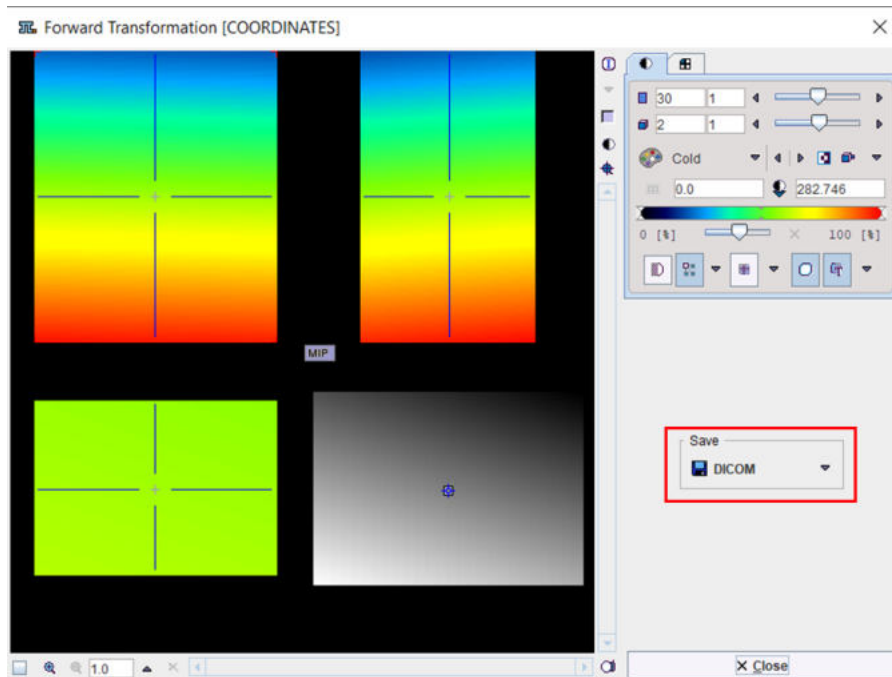 Forward Transformation [COORDINATES]
30 1
2 1
Cold
0.0 282.746
0 [%] 100 [%]
MIP
Save
DICOM
1.0
Close